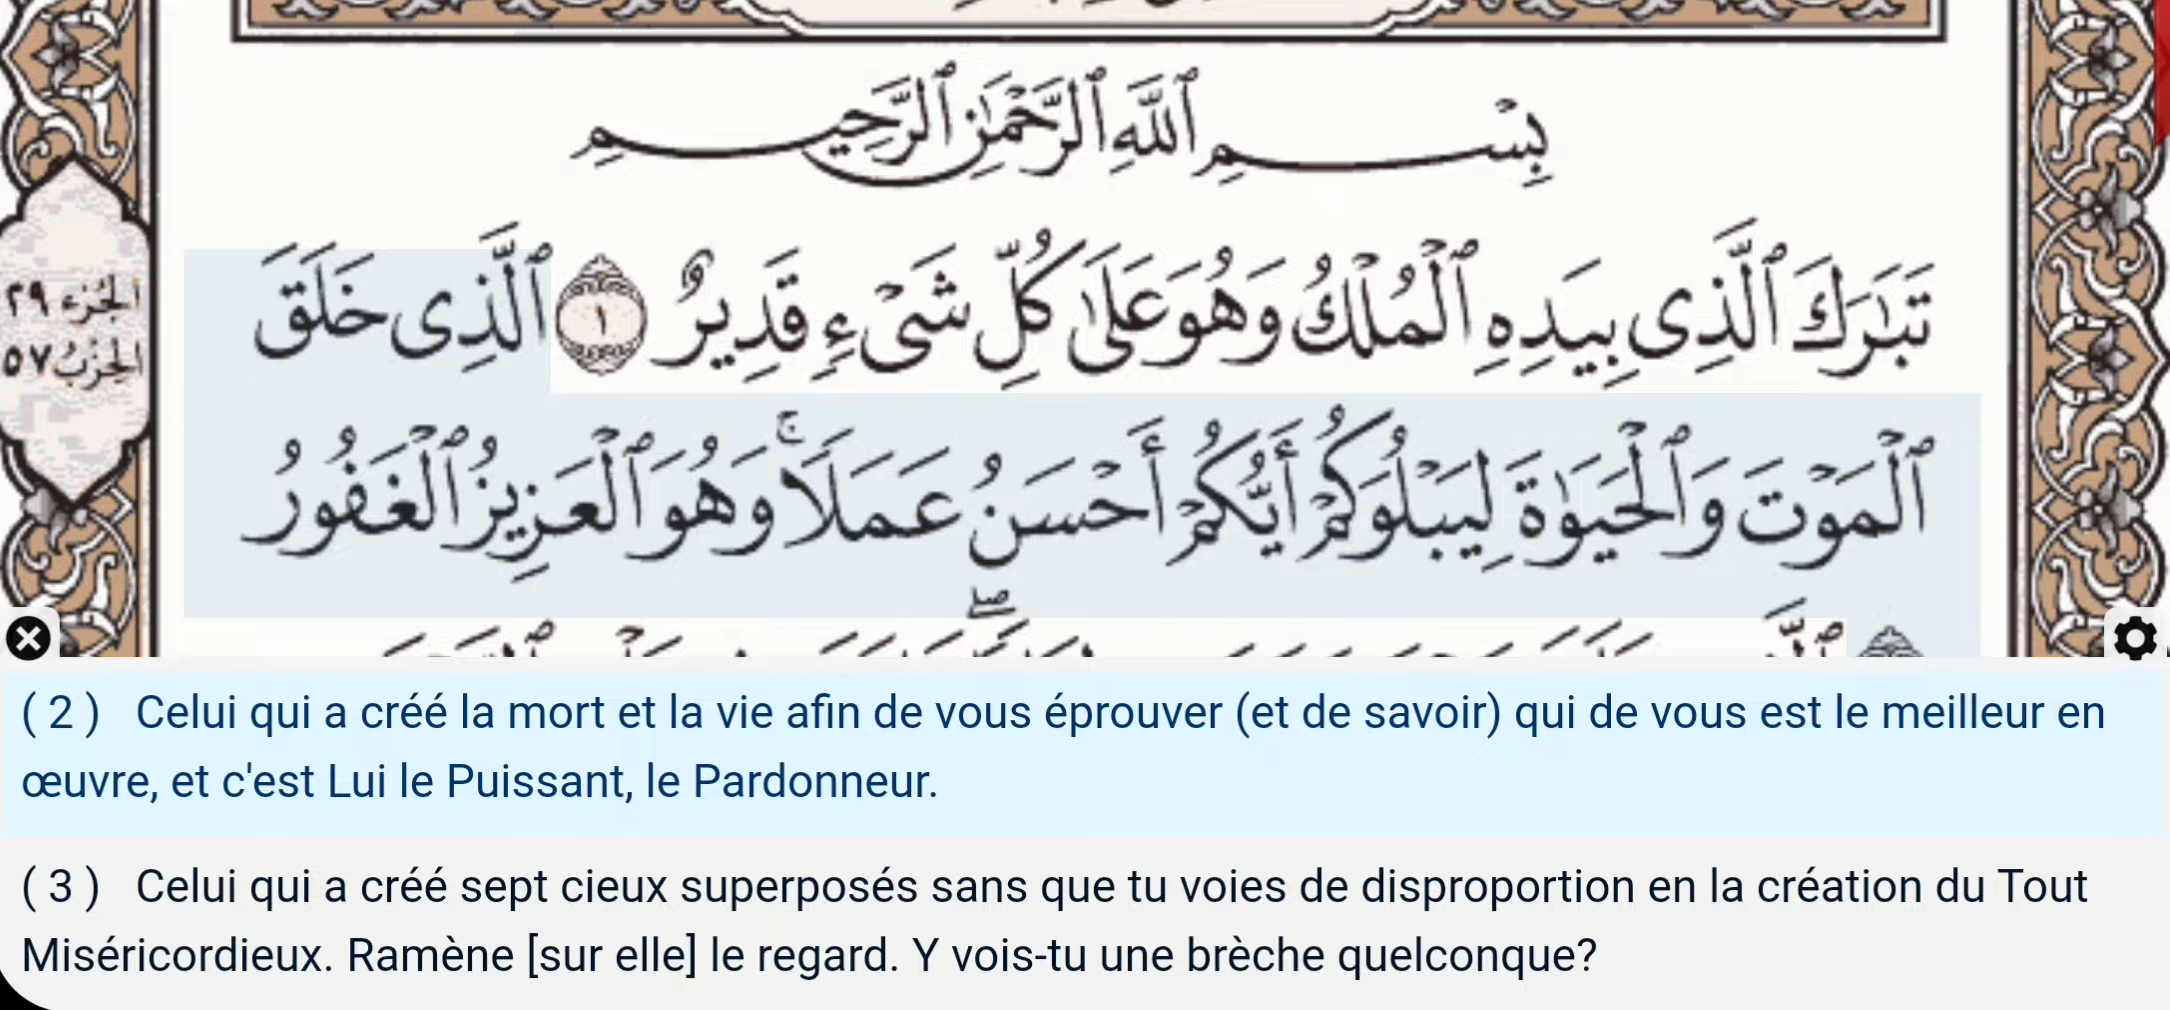 بِسْمِ ٱللَّهِ ٱلرَّحْمَٰنِ ٱلرَّحِيمِ
تَبَٰرَكَ ٱلَّذِى بِيَدِهِ ٱلْمُلْكُ وَهُوَ عَلَىٰ كُلِّ شَىْءٍ قَدِيرٌ ١ ٱلَّذِى خَلَقَ
ٱلْمَوْتَ وَٱلْحَيَوٰةَ لِيَبْلُوَكُمْ أَيُّكُمْ أَحْسَنُ عَمَلًا ۚ وَهُوَ ٱلْعَزِيزُ ٱلْغَفُورُ
الجُزْء ٢٩
الحِزْبُ ٥٧
( 2 ) Celui qui a créé la mort et la vie afin de vous éprouver (et de savoir) qui de vous est le meilleur en
œuvre, et c'est Lui le Puissant, le Pardonneur.
( 3 ) Celui qui a créé sept cieux superposés sans que tu voies de disproportion en la création du Tout
Miséricordieux. Ramène [sur elle] le regard. Y vois-tu une brèche quelconque?